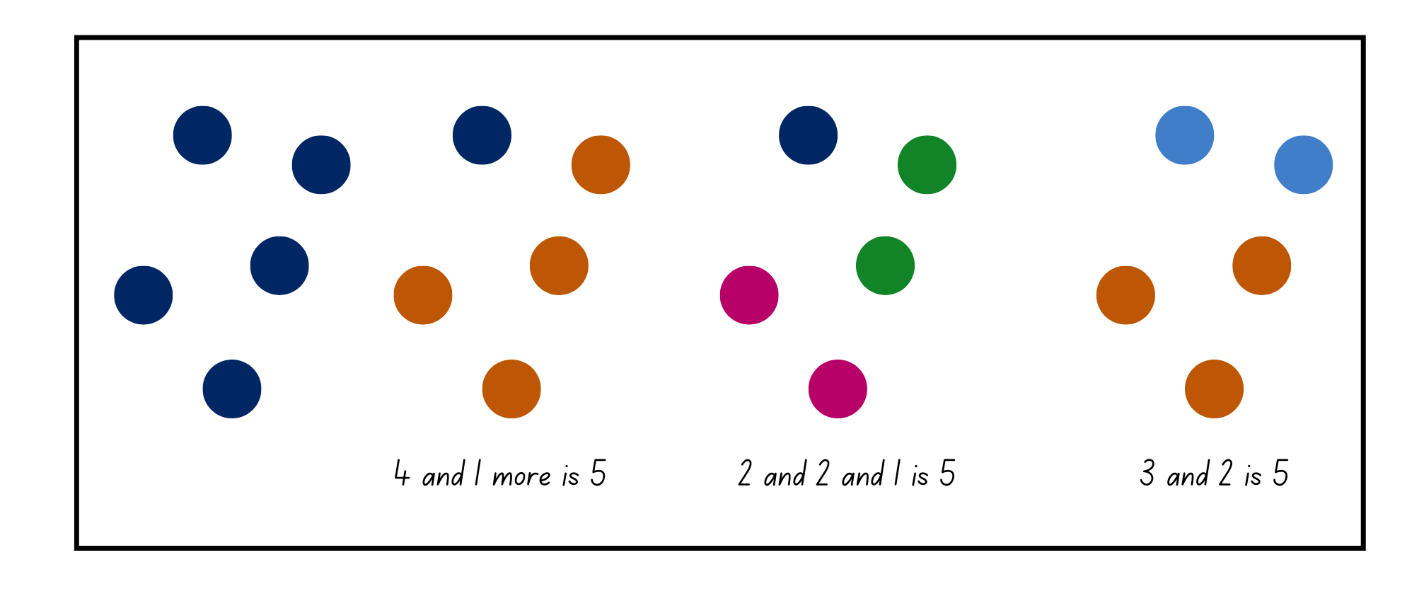 4 and 1 more is 5
2 and 2 and 1 is 5
3 and 2 is 5